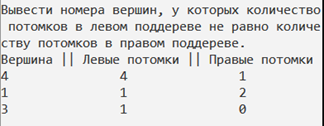 Вывести номера вершин, у которых количество
потомков в левом поддереве не равно количе
ству потомков в правом поддереве.
Вершина || Левые потомки || Правые потомки
4 4 1
1 1 2
3 1 0